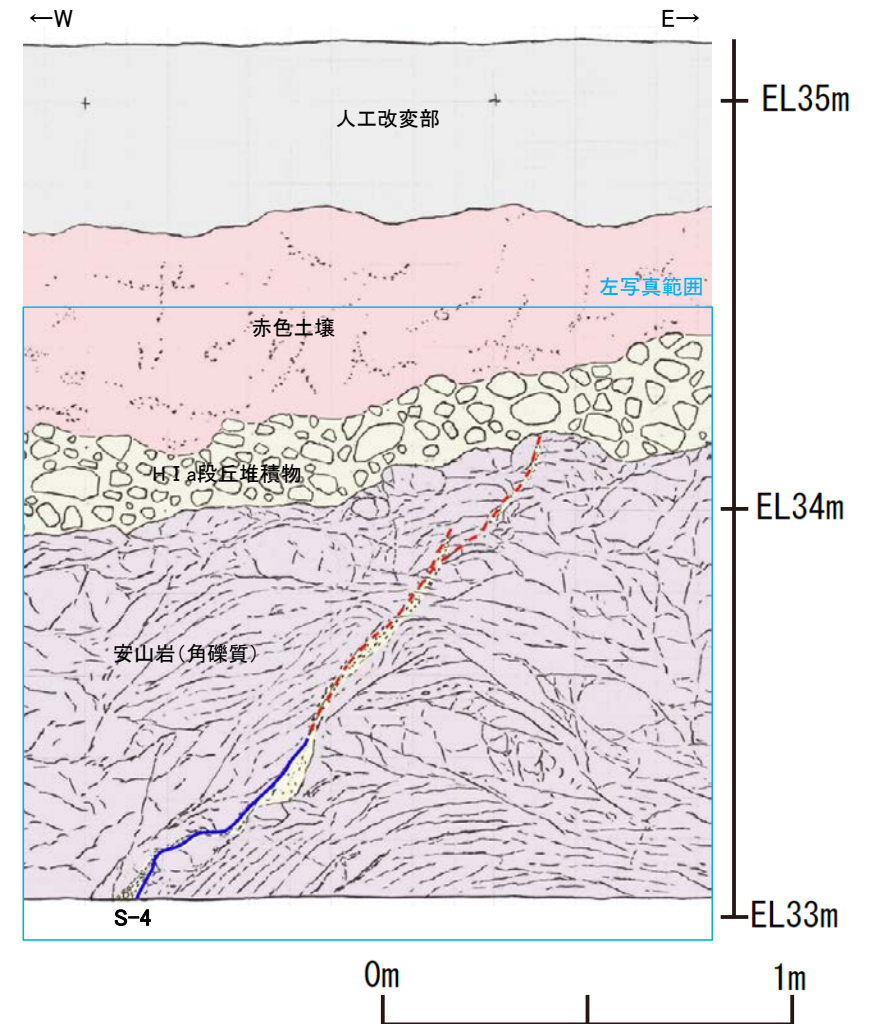 ←W
E→
EL35m
人工改変部
左写真範囲
赤色土壌
HⅠa段丘堆積物
EL34m
安山岩（角礫質）
S-4
EL33m
0m
1m